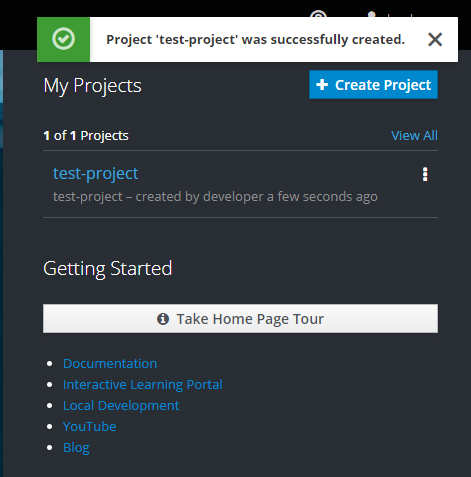 Project 'test-project' was successfully created.
My Projects
Create Project
1 of 1 Projects
View All
test-project
test-project – created by developer a few seconds ago
Getting Started
Take Home Page Tour
Documentation
Interactive Learning Portal
Local Development
YouTube
Blog